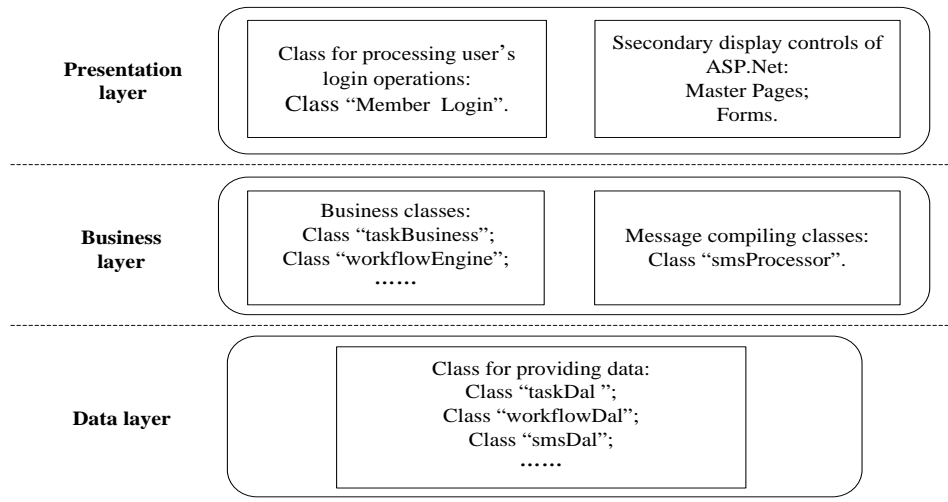 Presentation
layer
Class for processing user’s
login operations:
Class “Member Login”.
Ssecondary display controls of
ASP.Net:
Master Pages;
Forms.
Business
layer
Business classes:
Class “taskBusiness”;
Class “workflowEngine”;
……
Message compiling classes:
Class “smsProcessor”.
Data layer
Class for providing data:
Class “taskDal ”;
Class “workflowDal”;
Class “smsDal”;
……